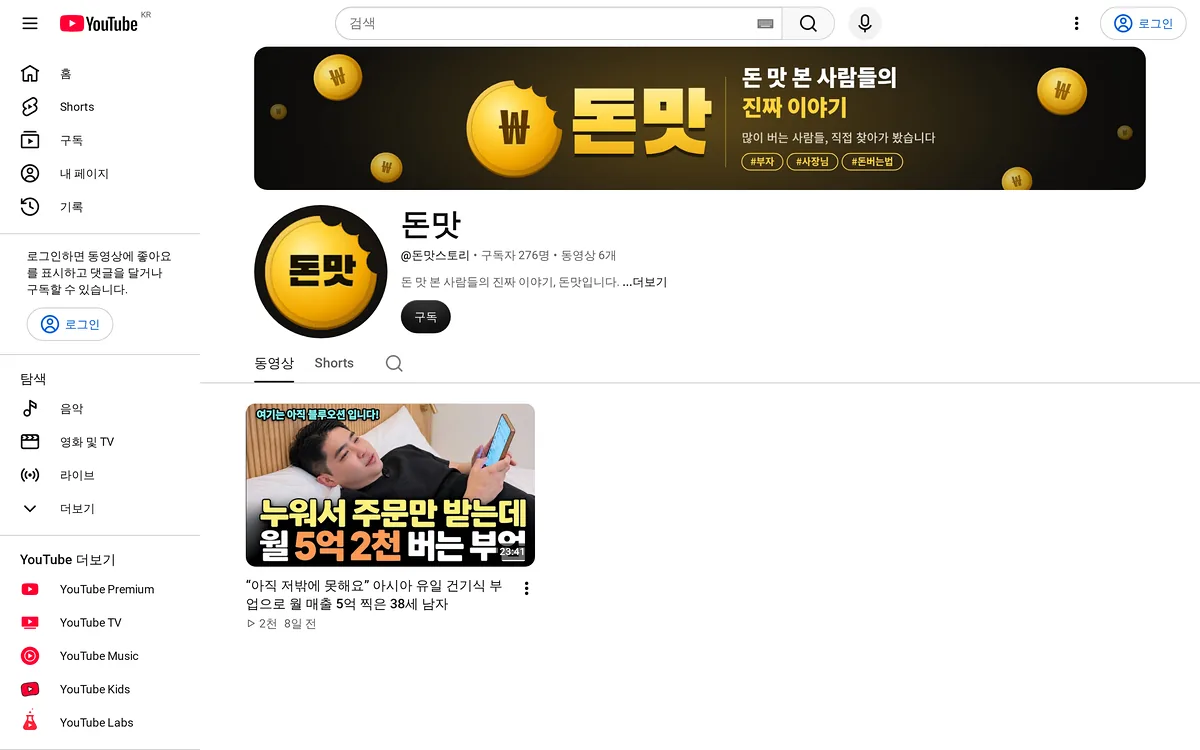 YouTube KR
검색
로그인
홈
Shorts
구독
내 페이지
기록
로그인하면 동영상에 좋아요
를 표시하고 댓글을 달거나
구독할 수 있습니다.
로그인
탐색
음악
영화 및 TV
라이브
더보기
YouTube 더보기
YouTube Premium
YouTube TV
YouTube Music
YouTube Kids
YouTube Labs
₩
돈맛
돈 맛 본 사람들의
진짜 이야기
많이 버는 사람들, 직접 찾아가 봤습니다
#부자 #사장님 #돈버는법
돈맛
돈맛
@돈맛스토리 • 구독자 276명 • 동영상 6개
돈 맛 본 사람들의 진짜 이야기, 돈맛입니다. ...더보기
구독
동영상 Shorts
여기는 아직 블루오션 입니다!
누워서 주문만 받는데
월 5억 2천 버는 부업
23:41
“아직 저밖에 못해요” 아시아 유일 건기식 부
업으로 월 매출 5억 찍은 38세 남자
2천 8일 전